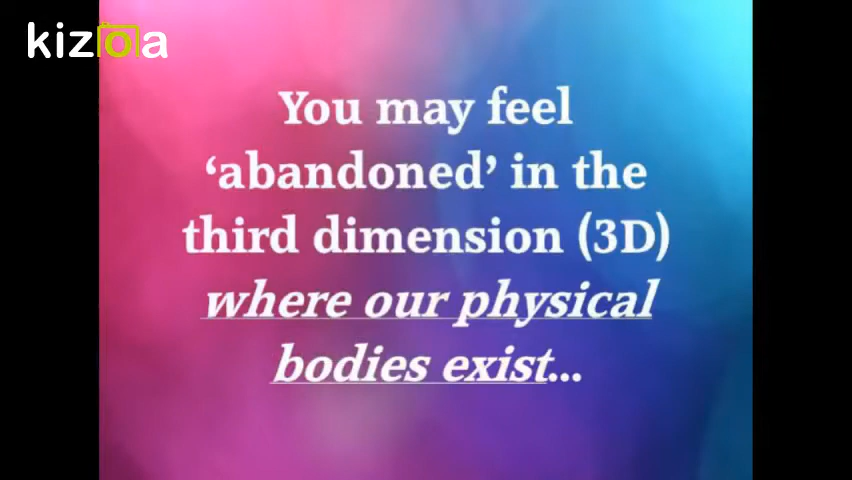 kizoa
You may feel
‘abandoned’ in the
third dimension (3D)
where our physical
bodies exist...